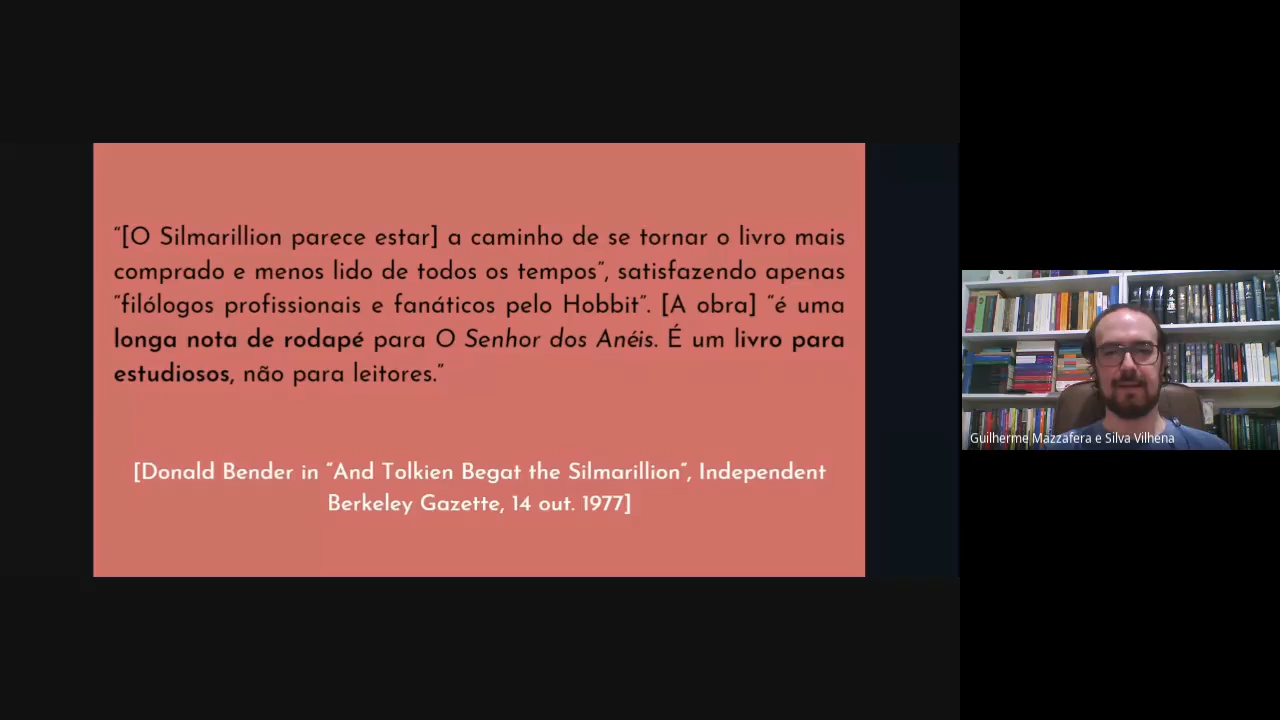 “[O Silmarillion parece estar] a caminho de se tornar o livro mais
comprado e menos lido de todos os tempos”, satisfazendo apenas
“filólogos profissionais e fanáticos pelo Hobbit”. [A obra] “é uma
longa nota de rodapé para O Senhor dos Anéis. É um livro para
estudiosos, não para leitores.”
[Donald Bender in “And Tolkien Begat the Silmarillion”, Independent
Berkeley Gazette, 14 out. 1977]
Guilherme Mazzafera e Silva Vilhena